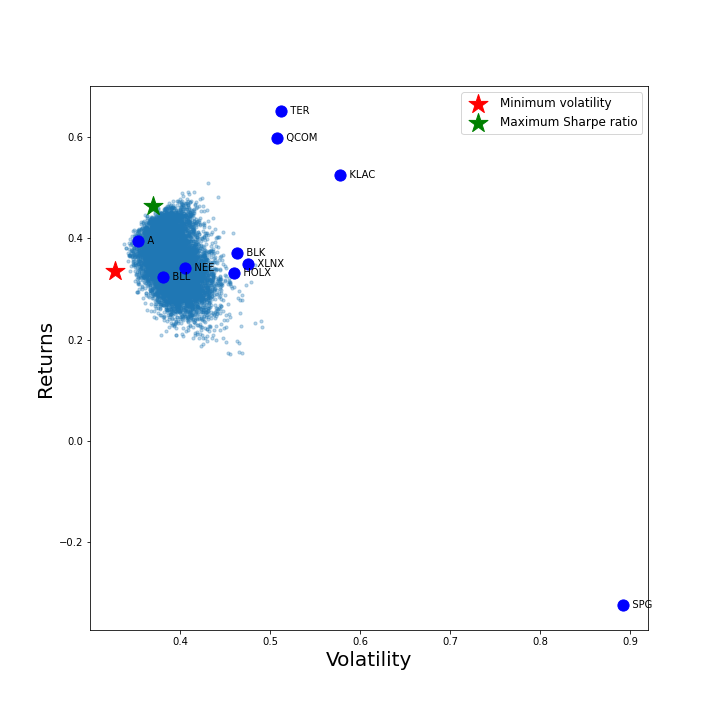 Minimum volatility
Maximum Sharpe ratio
TER
QCOM
KLAC
A
BLK
XLNX
NEE
HOLX
BLL
SPG
0.6
0.4
0.2
0.0
−0.2
0.4 0.5 0.6 0.7 0.8 0.9
Returns
Volatility